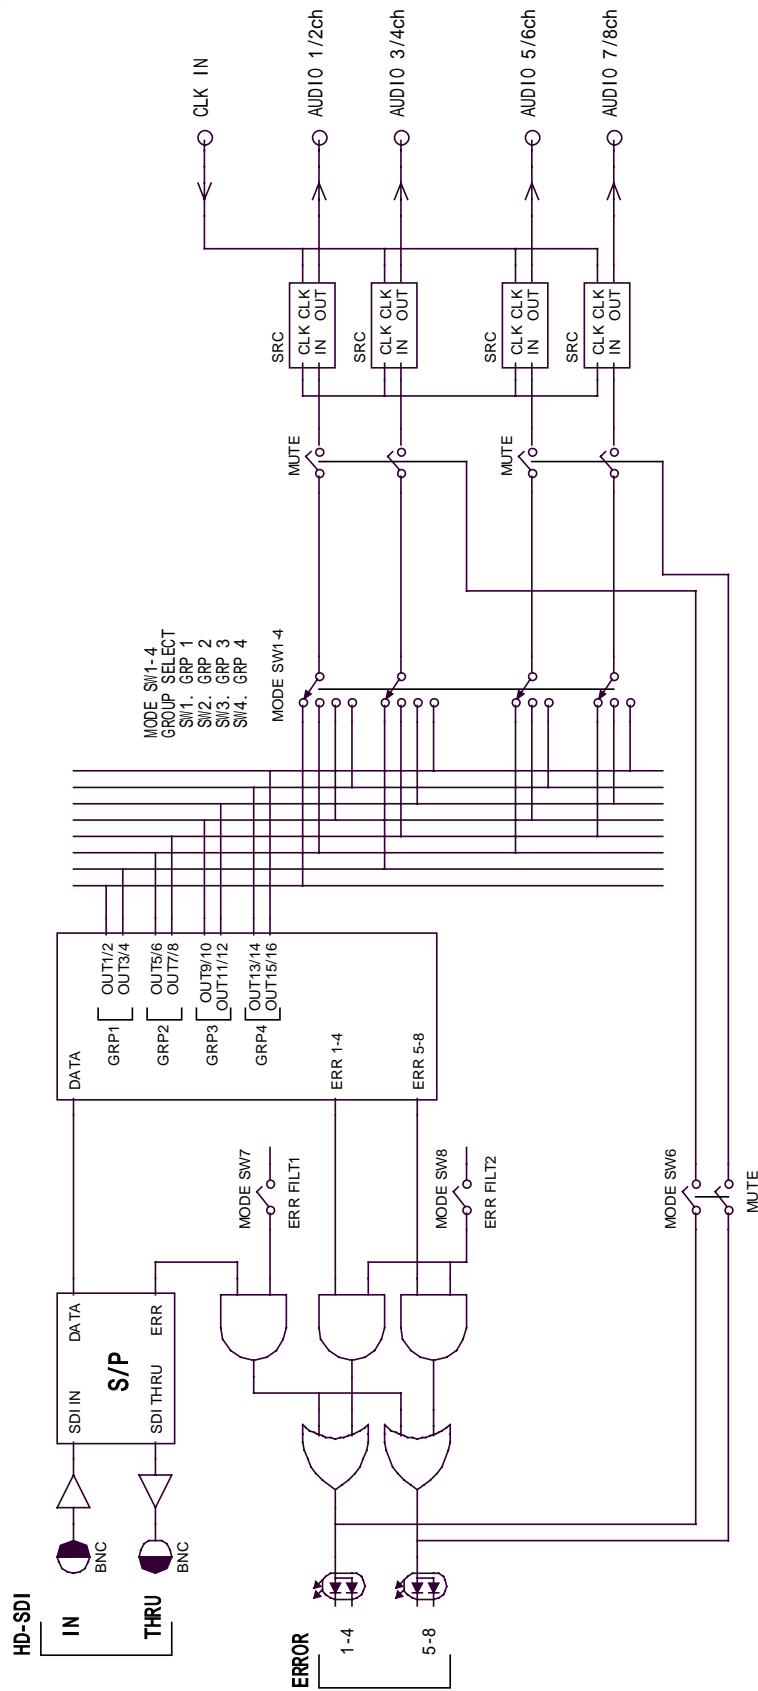 HD-SDI
IN
THRU
BNC
BNC
SDI IN
SDI THRU
S/P
DATA
ERR
DATA
OUT1/2
OUT3/4
GRP1
OUT5/6
OUT7/8
GRP2
OUT9/10
OUT11/12
GRP3
OUT13/14
OUT15/16
GRP4
ERR 1-4
ERR 5-8
MODE SW7
ERR FILT1
MODE SW8
ERR FILT2
MODE SW6
MUTE
ERROR
1-4
5-8
MODE SW1-4
GROUP SELECT
SW1. GRP 1
SW2. GRP 2
SW3. GRP 3
SW4. GRP 4
MODE SW1-4
MUTE
MUTE
SRC
CLK CLK
IN OUT
SRC
CLK CLK
IN OUT
SRC
CLK CLK
IN OUT
SRC
CLK CLK
IN OUT
CLK IN
AUDIO 1/2ch
AUDIO 3/4ch
AUDIO 5/6ch
AUDIO 7/8ch